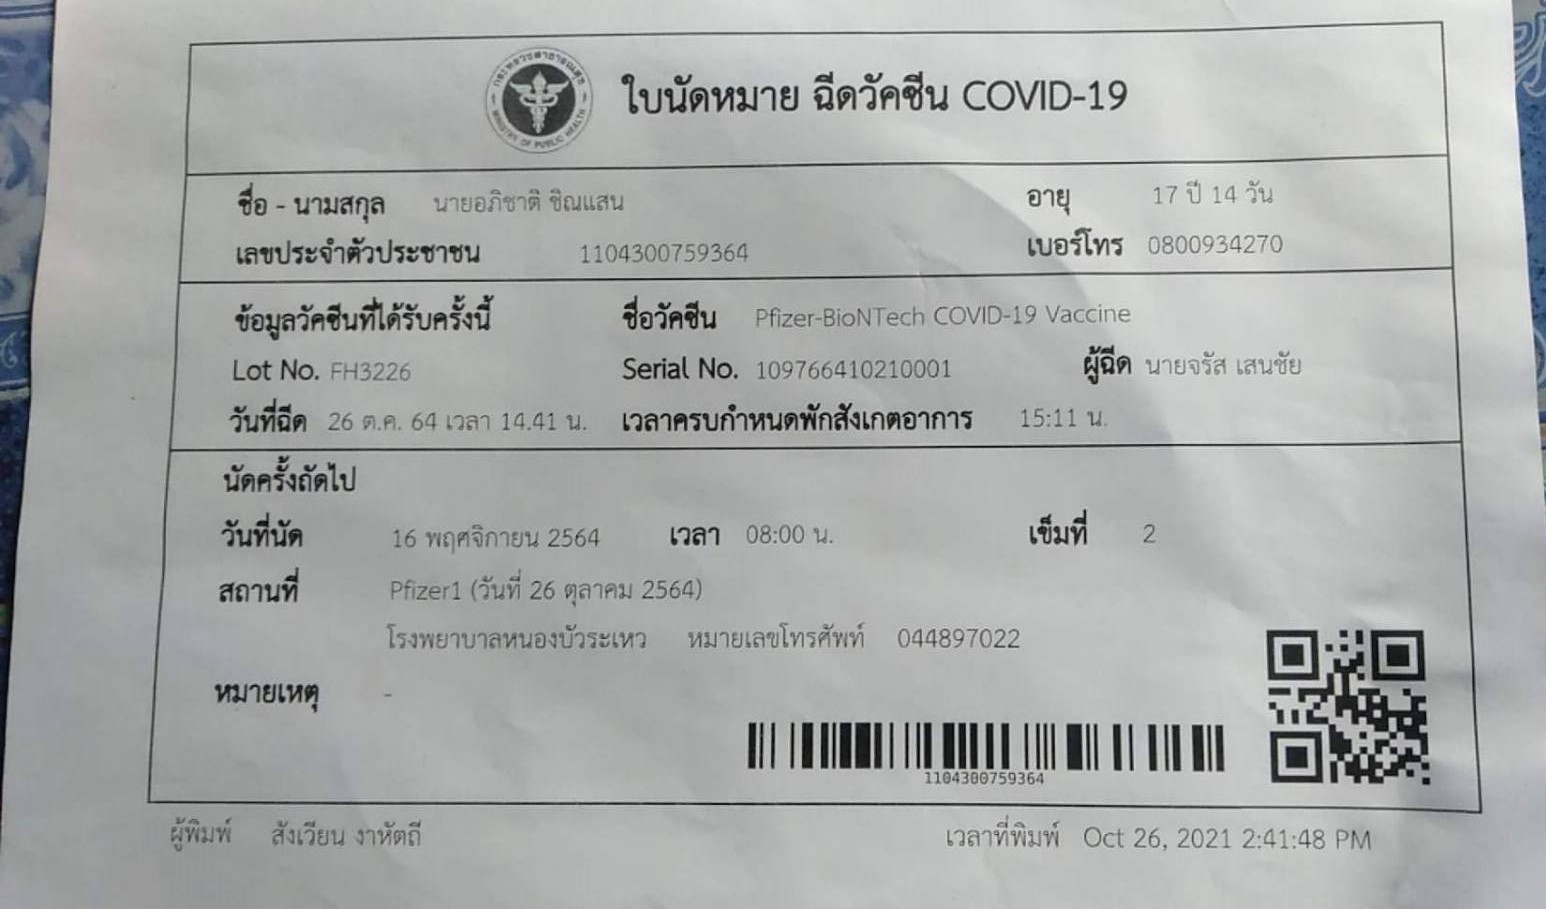 กระทรวงสาธารณสุข
MINISTRY OF PUBLIC HEALTH
ใบนัดหมาย ฉีดวัคซีน COVID-19
ชื่อ - นามสกุล นายอภิชาติ ชิณแสน อายุ 17 ปี 14 วัน
เลขประจำตัวประชาชน 1104300759364 เบอร์โทร 0800934270
ข้อมูลวัคซีนที่ได้รับครั้งนี้ ชื่อวัคซีน Pfizer-BioNTech COVID-19 Vaccine
Lot No. FH3226 Serial No. 109766410210001 ผู้ฉีด นายจรัส เสนชัย
วันที่ฉีด 26 ต.ค. 64 เวลา 14.41 น. เวลาครบกำหนดพักสังเกตอาการ 15:11 น.
นัดครั้งถัดไป
วันที่นัด 16 พฤศจิกายน 2564 เวลา 08:00 น. เข็มที่ 2
สถานที่ Pfizer1 (วันที่ 26 ตุลาคม 2564)
โรงพยาบาลหนองบัวระเหว หมายเลขโทรศัพท์ 044897022
หมายเหตุ -
1104300759364
ผู้พิมพ์ สังเวียน งาหัตถี เวลาที่พิมพ์ Oct 26, 2021 2:41:48 PM